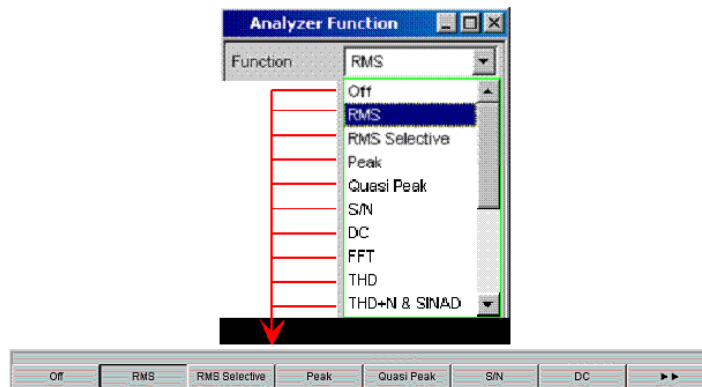 Analyzer Function
Function RMS
Off
RMS
RMS Selective
Peak
Quasi Peak
S/N
DC
FFT
THD
THD+N & SINAD
Off RMS RMS Selective Peak Quasi Peak S/N DC